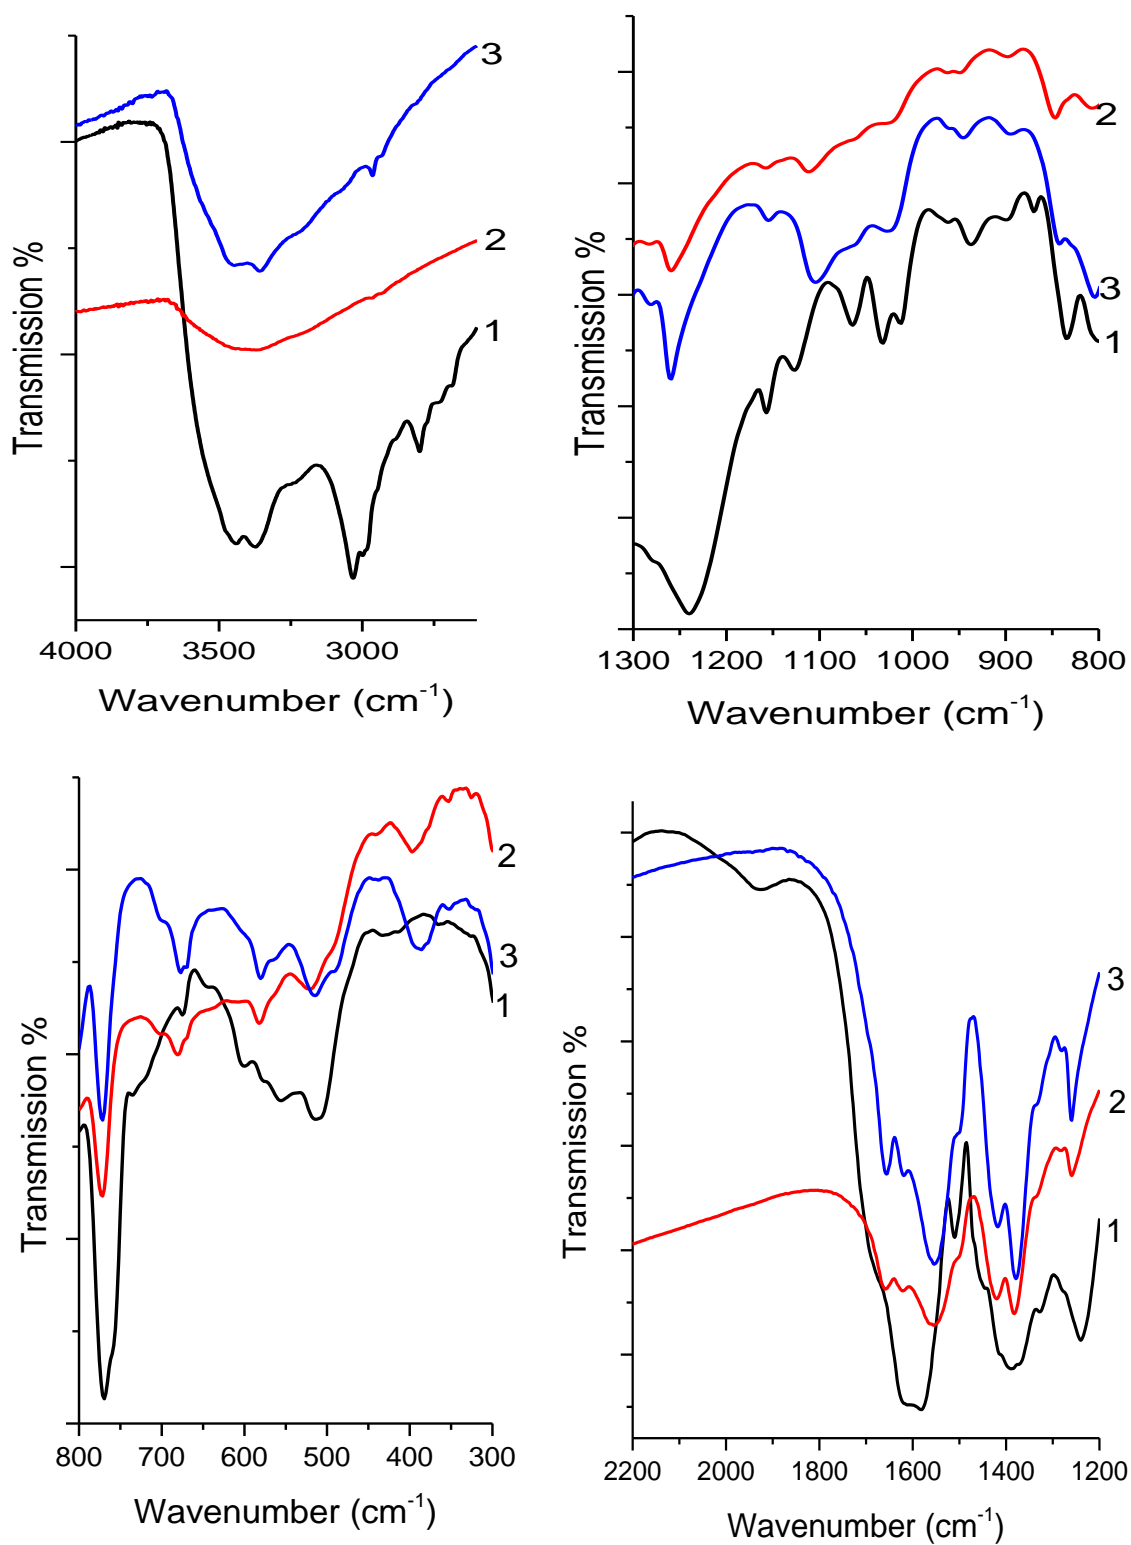 Transmission %
3
2
1
4000 3500 3000
Wavenumber (cm-1)
Transmission %
2
3
1
1300 1200 1100 1000 900 800
Wavenumber (cm-1)
Transmission %
2
3
1
800 700 600 500 400 300
Wavenumber (cm-1)
Transmission %
3
2
1
2200 2000 1800 1600 1400 1200
Wavenumber (cm-1)